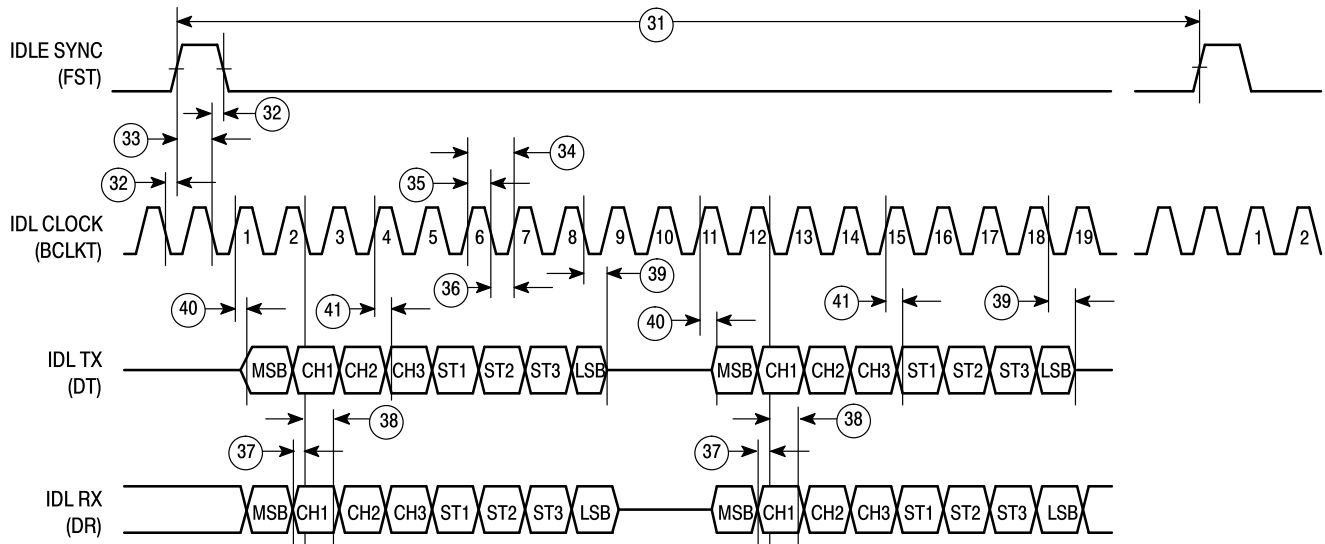 31
IDLE SYNC
(FST)
32
33
34
32
35
IDL CLOCK
(BCLKT)
1 2 3 4 5 6 7 8 9 10 11 12 13 14 15 16 17 18 19 1 2
36
39
40
41
40
41
39
IDL TX
(DT)
MSB CH1 CH2 CH3 ST1 ST2 ST3 LSB MSB CH1 CH2 CH3 ST1 ST2 ST3 LSB
38
38
37
37
IDL RX
(DR)
MSB CH1 CH2 CH3 ST1 ST2 ST3 LSB MSB CH1 CH2 CH3 ST1 ST2 ST3 LSB